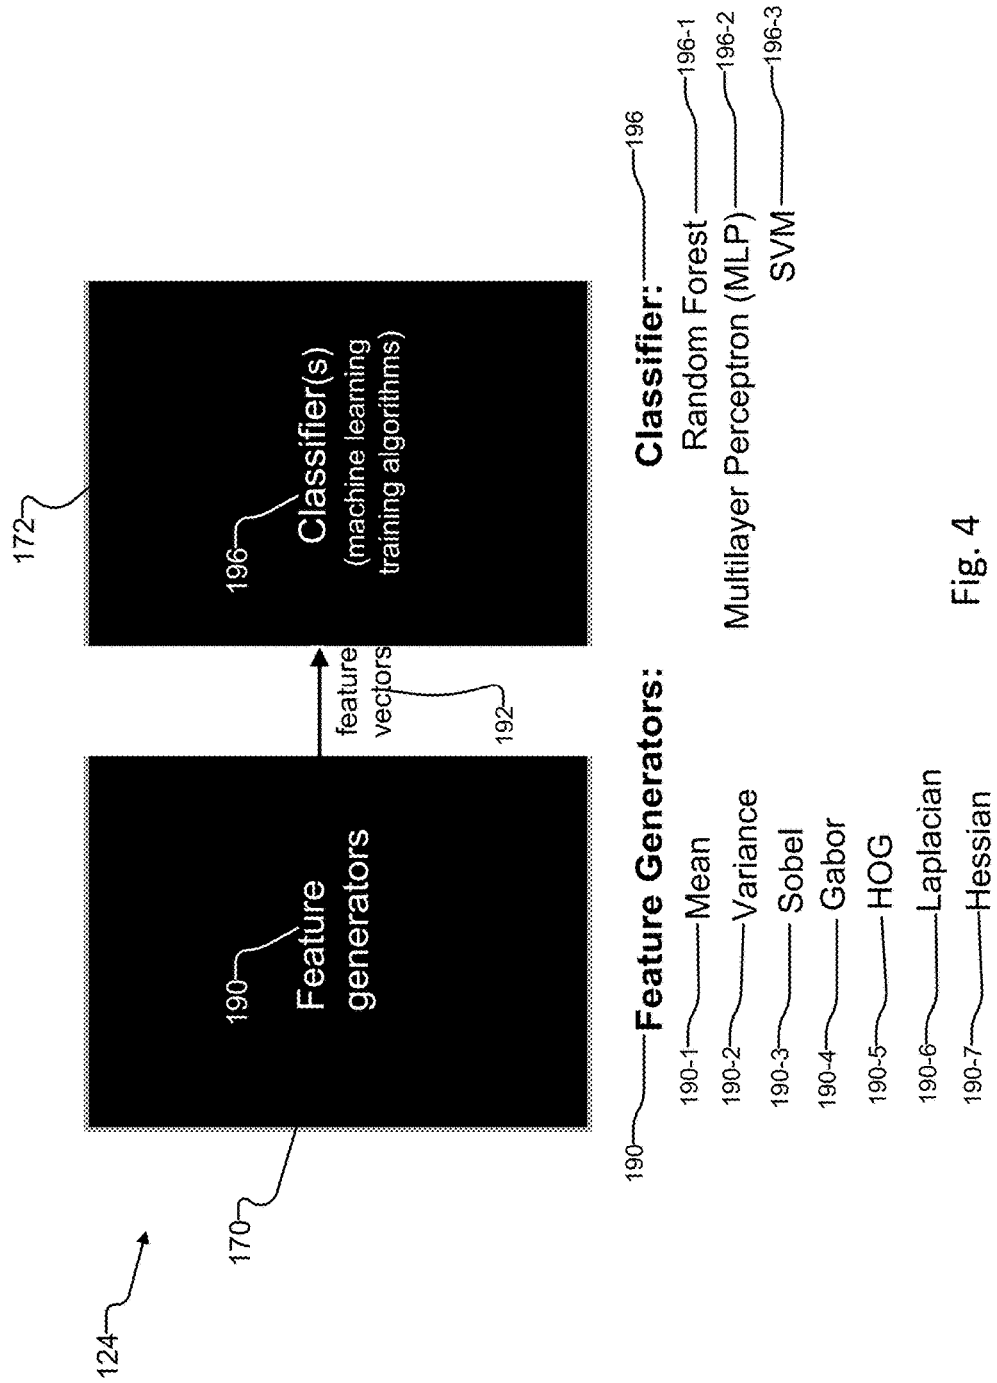 124
170
172
190
Feature
generators
feature
vectors
192
196
Classifier(s)
(machine learning
training algorithms)
190 Feature Generators:
190-1 Mean
190-2 Variance
190-3 Sobel
190-4 Gabor
190-5 HOG
190-6 Laplacian
190-7 Hessian
Classifier: 196
Random Forest 196-1
Multilayer Perceptron (MLP) 196-2
SVM 196-3
Fig. 4